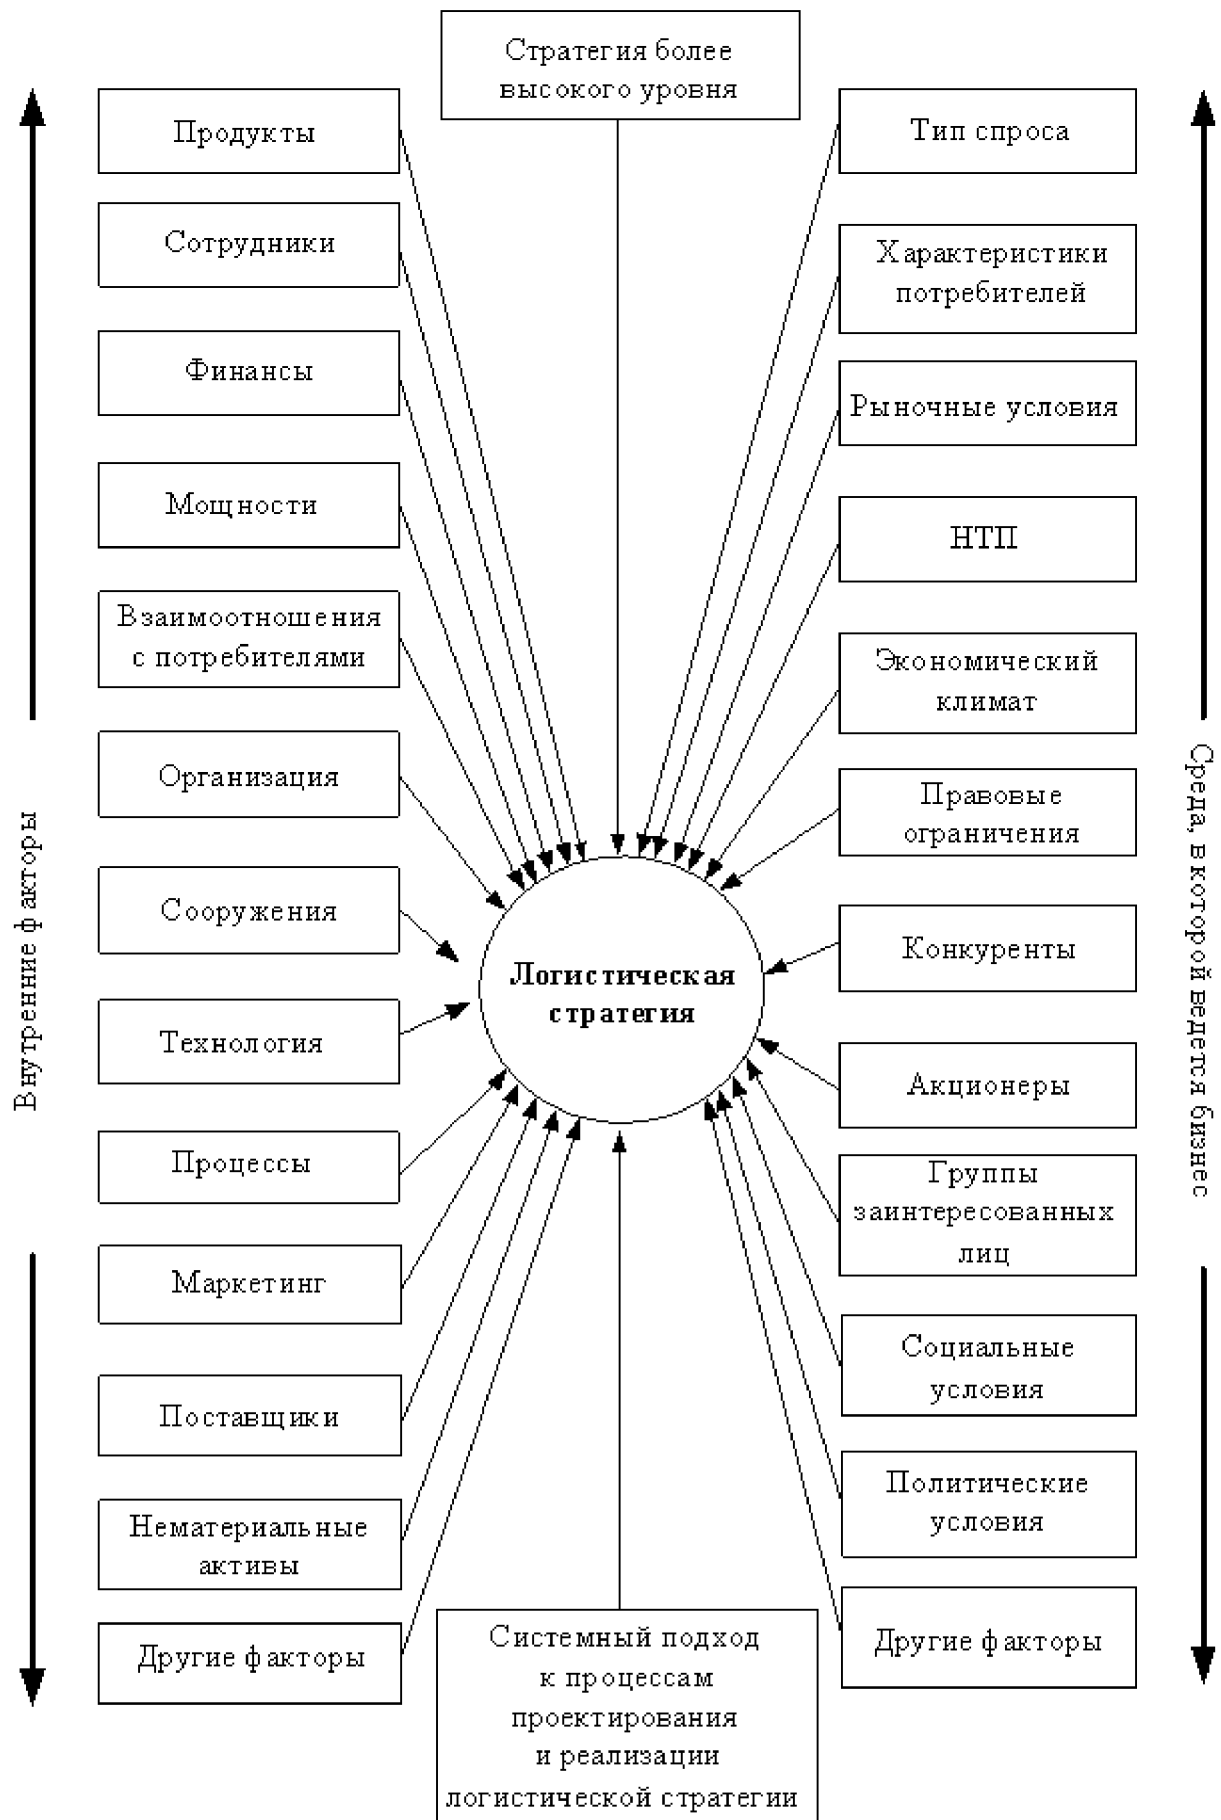 Стратегия более
высокого уровня
Продукты
Сотрудники
Финансы
Мощности
Взаимоотношения
с потребителями
Организация
Сооружения
Технология
Процессы
Маркетинг
Поставщики
Нематериальные
активы
Другие факторы
Внутренние факторы
Логистическая
стратегия
Тип спроса
Характеристики
потребителей
Рыночные условия
НТП
Экономический
климат
Правовые
ограничения
Конкуренты
Акционеры
Группы
заинтересованных
лиц
Социальные
условия
Политические
условия
Другие факторы
Среда, в которой ведется бизнес
Системный подход
к процессам
проектирования
и реализации
логистической стратегии